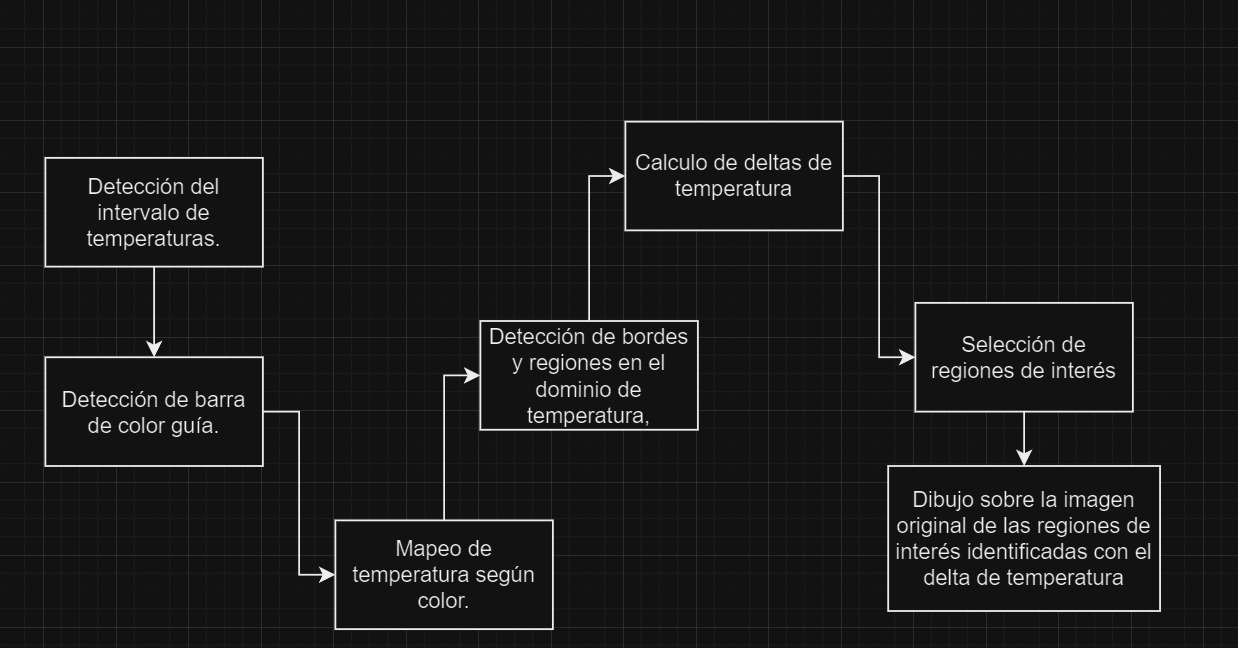 Detección del
intervalo de
temperaturas.
Detección de barra
de color guía.
Mapeo de
temperatura según
color.
Detección de bordes
y regiones en el
dominio de
temperatura,
Calculo de deltas de
temperatura
Selección de
regiones de interés
Dibujo sobre la imagen
original de las regiones de
interés identificadas con el
delta de temperatura